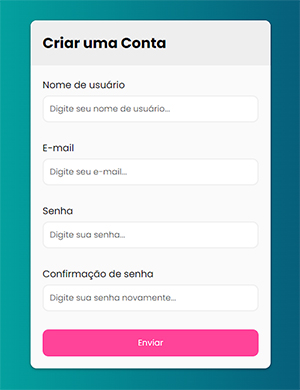 Criar uma Conta
Nome de usuário
Digite seu nome de usuário...
E-mail
Digite seu e-mail...
Senha
Digite sua senha...
Confirmação de senha
Digite sua senha novamente...
Enviar